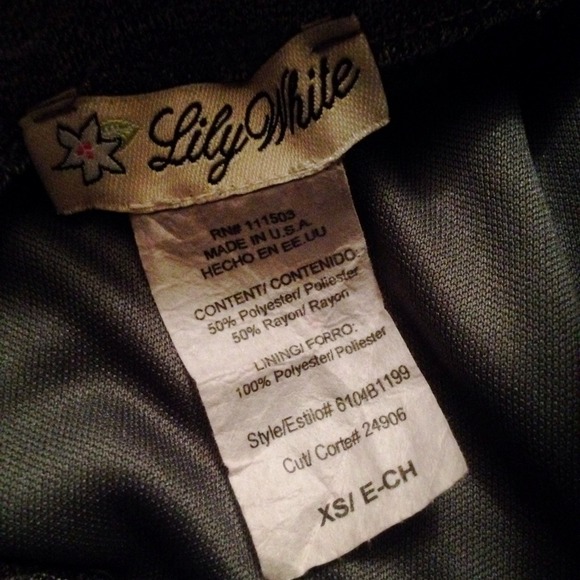 Lily White
RN# 111503
MADE IN U.S.A.
HECHO EN EE.UU
CONTENT/ CONTENIDO:
50% Polyester/ Poliester
50% Rayon/ Rayon
LINING/ FORRO:
100% Polyester/ Poliester
Style/Estilo# 6104B1199
Cut/ Corte# 24906
XS/ E-CH